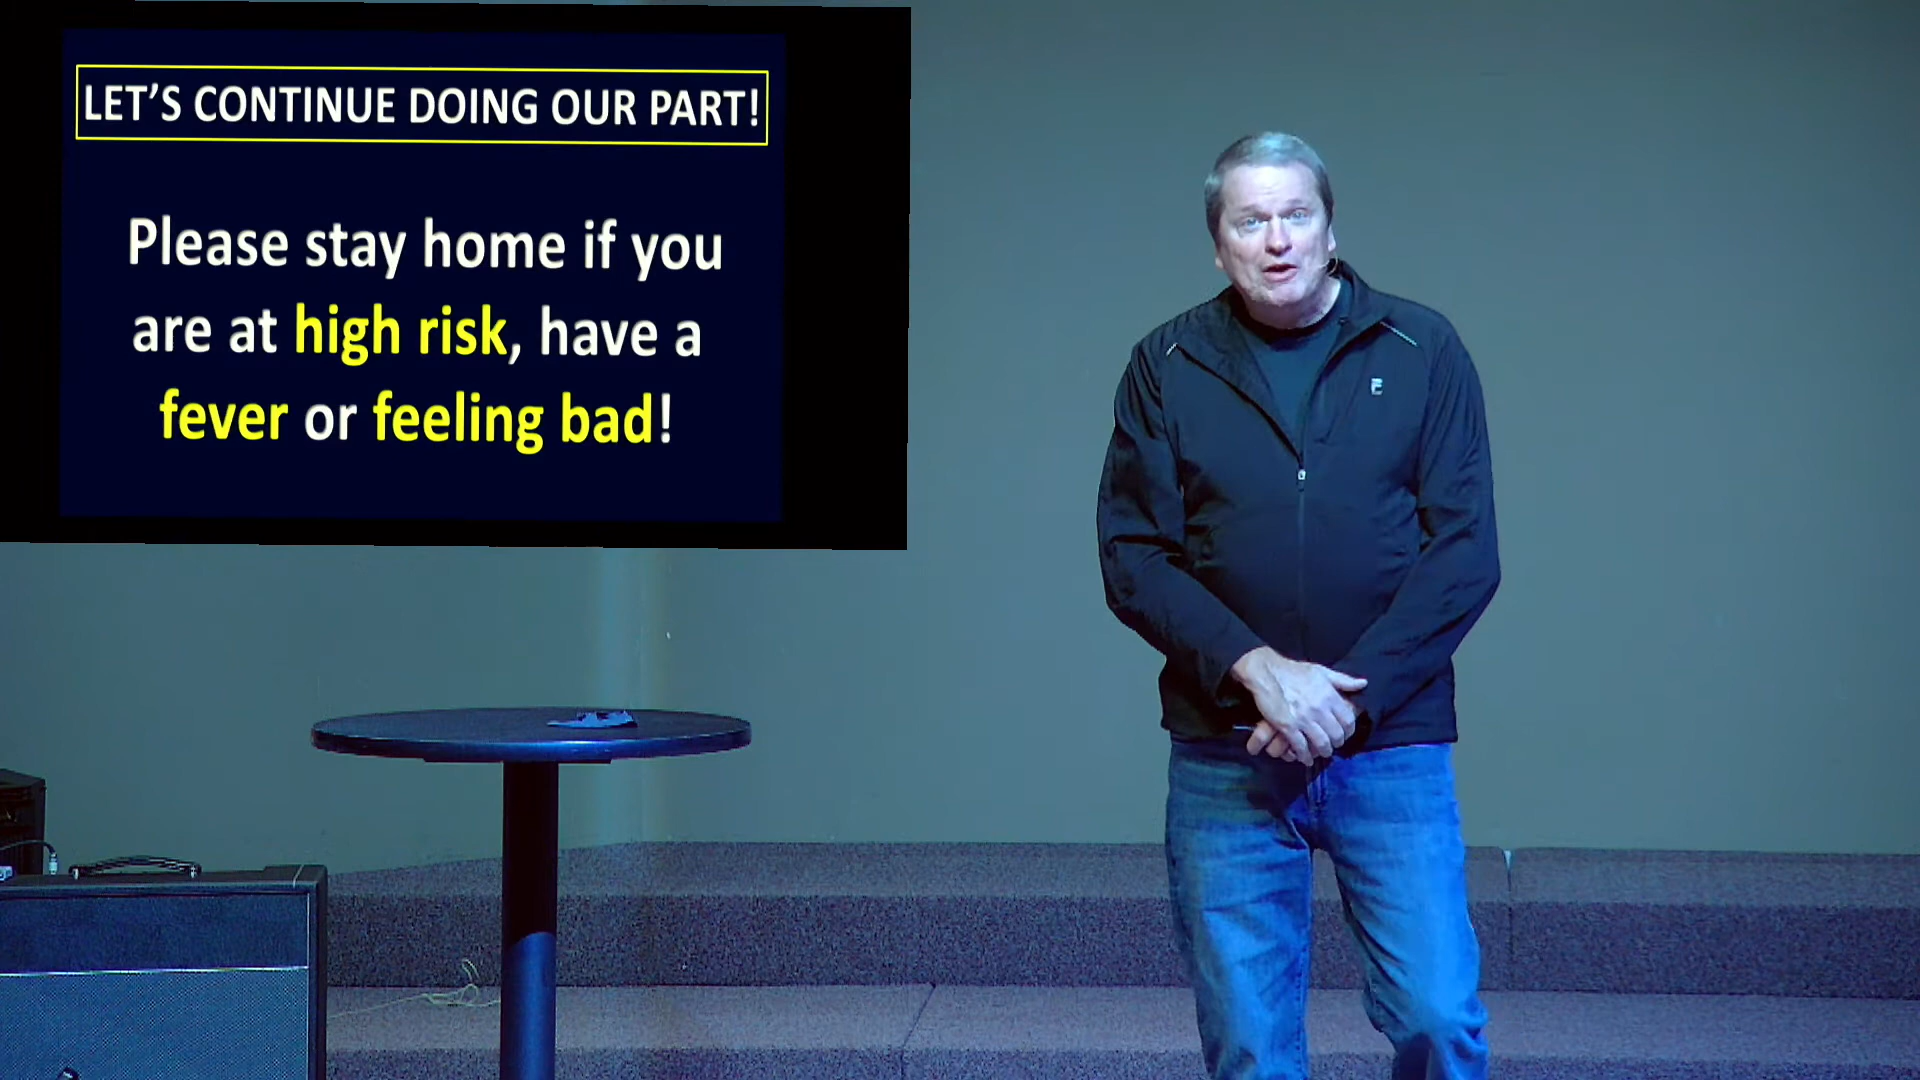 LET'S CONTINUE DOING OUR PART!
Please stay home if you
are at high risk, have a
fever or feeling bad!